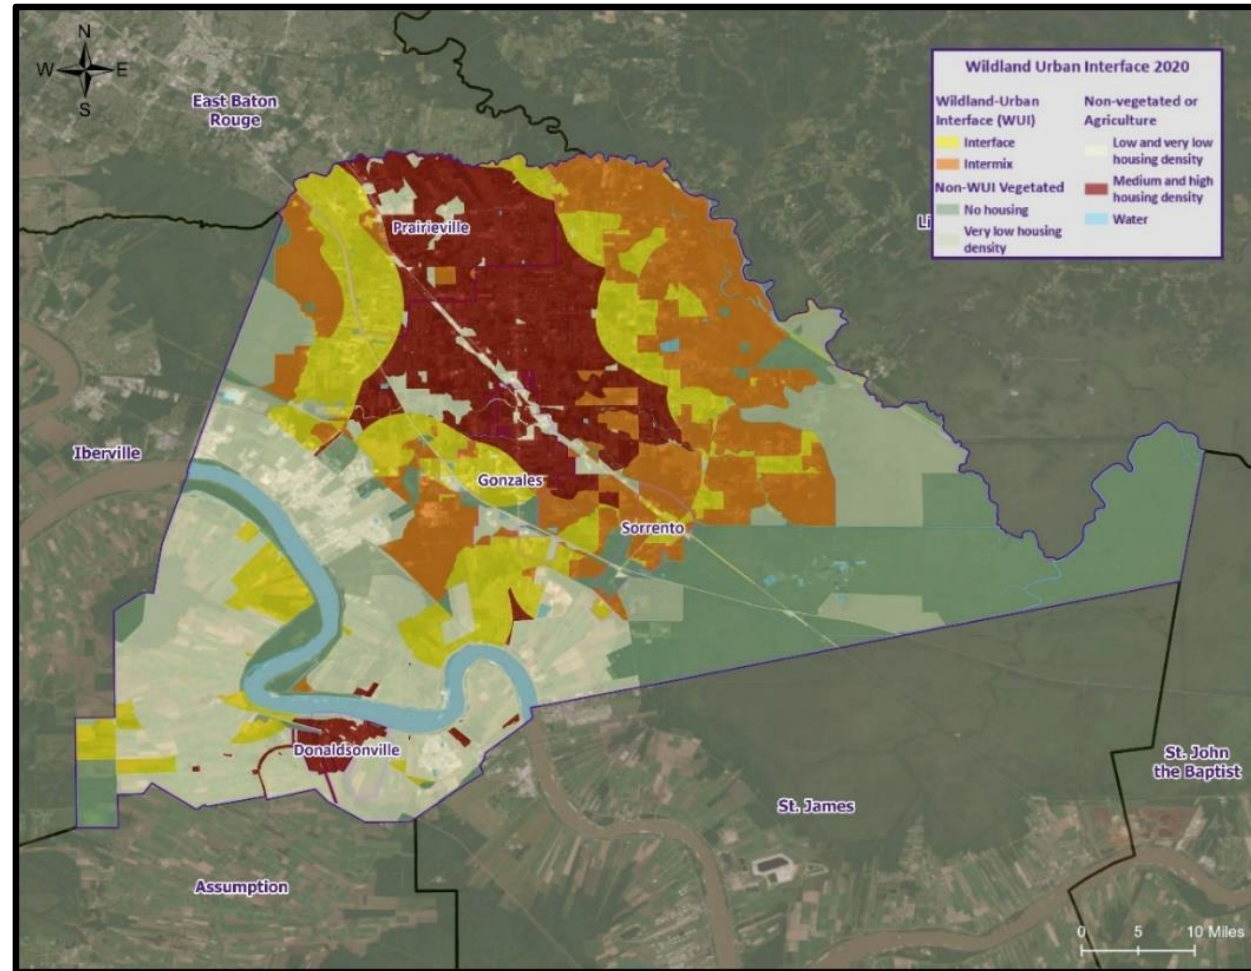 N
W E
S
East Baton
Rouge
Wildland Urban Interface 2020
Wildland-Urban
Interface (WUI)
Interface
Intermix
Non-WUI Vegetated
No housing
Very low housing
density
Non-vegetated or
Agriculture
Low and very low
housing density
Medium and high
housing density
Water
Prairieville
Li
Iberville
Gonzales
Sorrento
Donaldsonville
St. John
the Baptist
St. James
Assumption
0 5 10 Miles